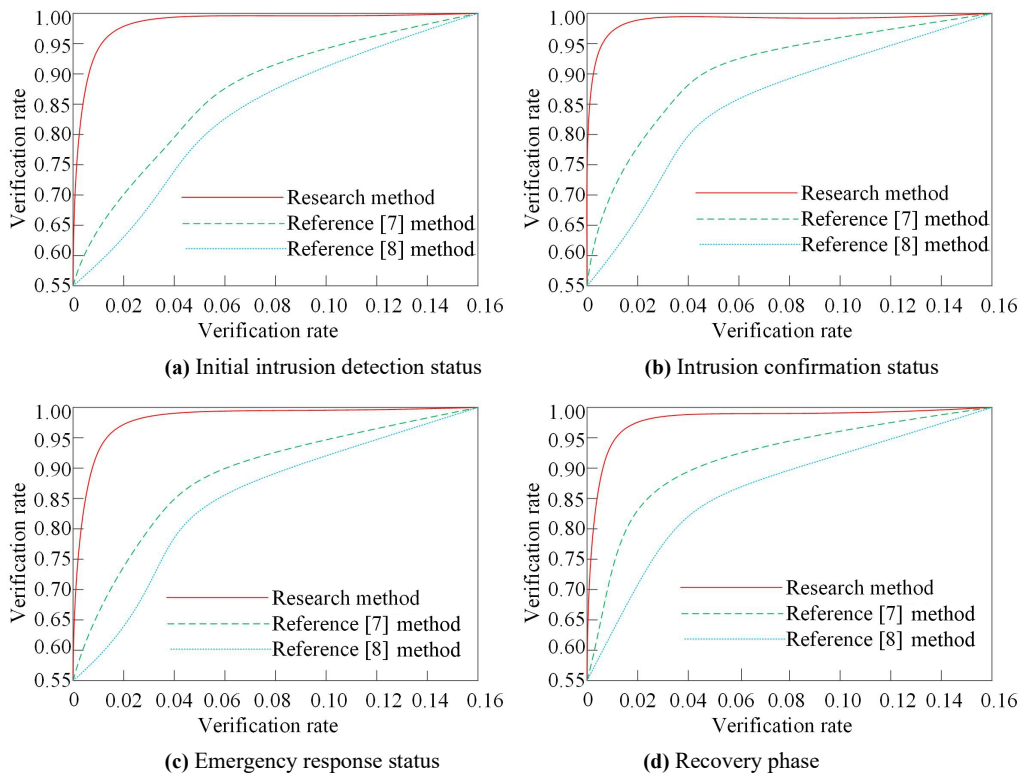 1.00
0.95
0.90
0.85
0.80
0.75
0.70
0.65
0.60
0.55
Verification rate
Research method
Reference [7] method
Reference [8] method
0 0.02 0.04 0.06 0.08 0.10 0.12 0.14 0.16
Verification rate
(a) Initial intrusion detection status
1.00
0.95
0.90
0.85
0.80
0.75
0.70
0.65
0.60
0.55
Verification rate
Research method
Reference [7] method
Reference [8] method
0 0.02 0.04 0.06 0.08 0.10 0.12 0.14 0.16
Verification rate
(b) Intrusion confirmation status
1.00
0.95
0.90
0.85
0.80
0.75
0.70
0.65
0.60
0.55
Verification rate
Research method
Reference [7] method
Reference [8] method
0 0.02 0.04 0.06 0.08 0.10 0.12 0.14 0.16
Verification rate
(c) Emergency response status
1.00
0.95
0.90
0.85
0.80
0.75
0.70
0.65
0.60
0.55
Verification rate
Research method
Reference [7] method
Reference [8] method
0 0.02 0.04 0.06 0.08 0.10 0.12 0.14 0.16
Verification rate
(d) Recovery phase